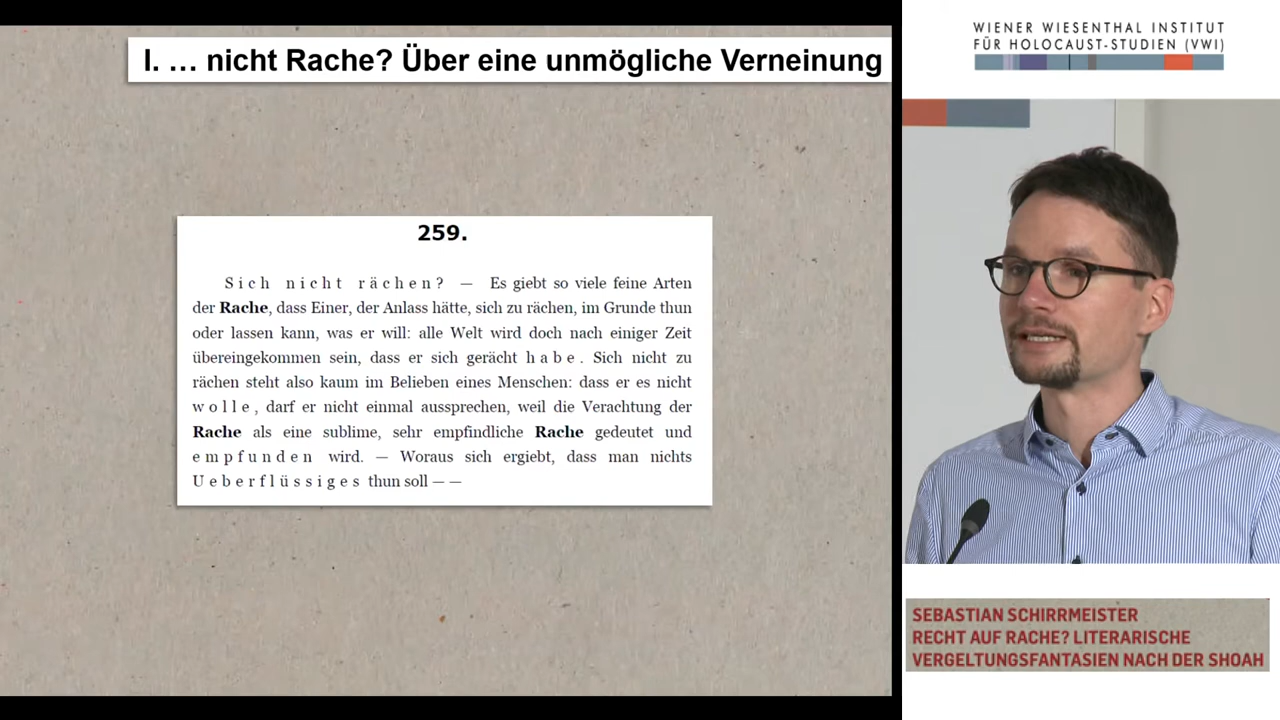 I. … nicht Rache? Über eine unmögliche Verneinung
259.
Sich nicht rächen? — Es giebt so viele feine Arten
der Rache, dass Einer, der Anlass hätte, sich zu rächen, im Grunde thun
oder lassen kann, was er will: alle Welt wird doch nach einiger Zeit
übereingekommen sein, dass er sich gerächt habe. Sich nicht zu
rächen steht also kaum im Belieben eines Menschen: dass er es nicht
wolle, darf er nicht einmal aussprechen, weil die Verachtung der
Rache als eine sublime, sehr empfindliche Rache gedeutet und
empfunden wird. — Woraus sich ergiebt, dass man nichts
Ueberflüssiges thun soll — —
WIENER WIESENTHAL INSTITUT
FÜR HOLOCAUST-STUDIEN (VWI)
SEBASTIAN SCHIRRMEISTER
RECHT AUF RACHE? LITERARISCHE
VERGELTUNGSFANTASIEN NACH DER SHOAH